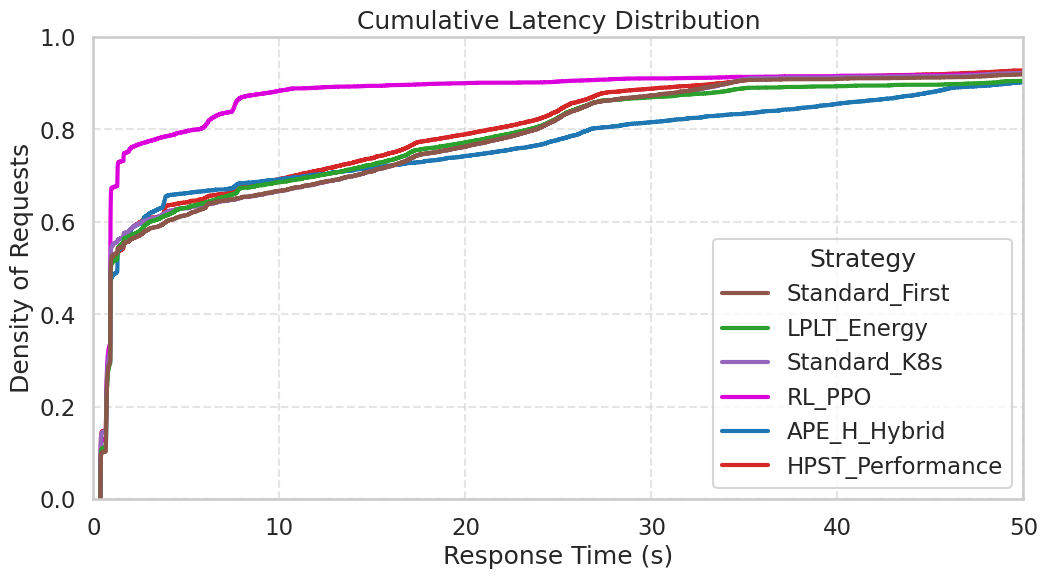 Cumulative Latency Distribution
Density of Requests
1.0
0.8
0.6
0.4
0.2
0.0
0 10 20 30 40 50
Response Time (s)
Strategy
Standard_First
LPLT_Energy
Standard_K8s
RL_PPO
APE_H_Hybrid
HPST_Performance